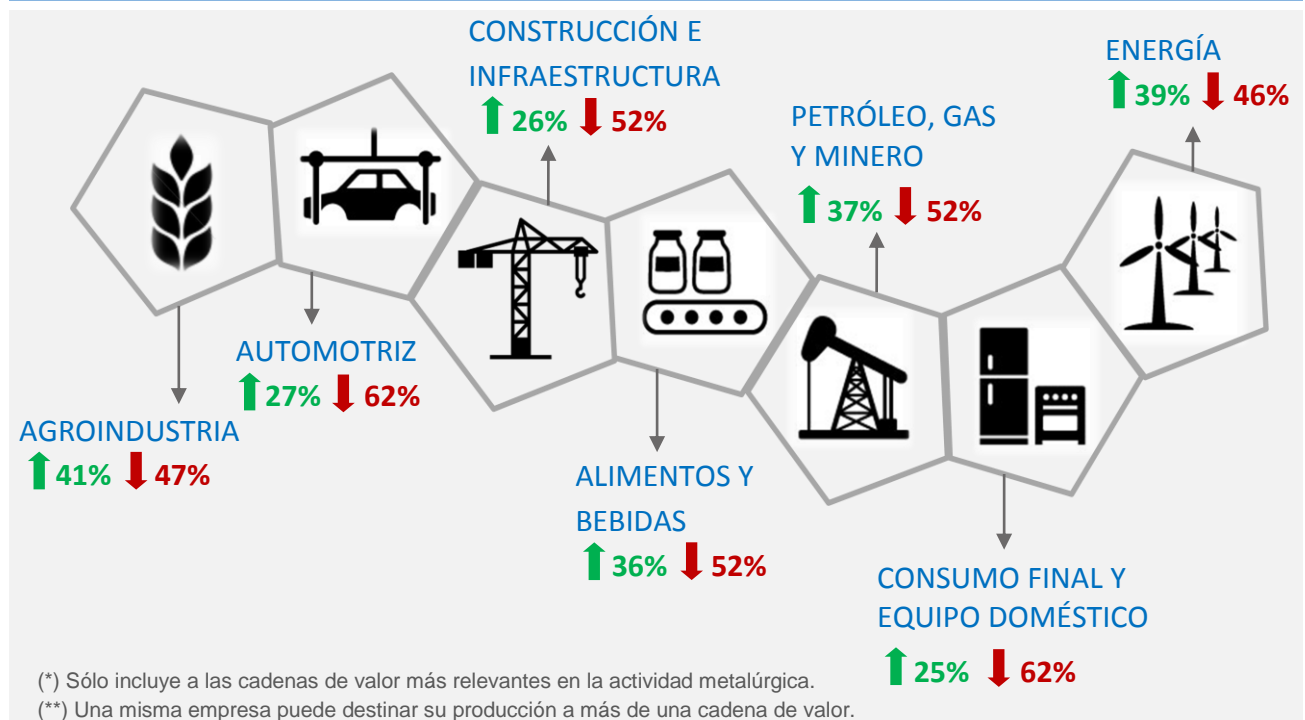 CONSTRUCCIÓN E
INFRAESTRUCTURA
26% 52%
ENERGÍA
39% 46%
PETRÓLEO, GAS
Y MINERO
37% 52%
AUTOMOTRIZ
27% 62%
AGROINDUSTRIA
41% 47%
ALIMENTOS Y
BEBIDAS
36% 52%
CONSUMO FINAL Y
EQUIPO DOMÉSTICO
25% 62%
(*) Sólo incluye a las cadenas de valor más relevantes en la actividad metalúrgica.
(**) Una misma empresa puede destinar su producción a más de una cadena de valor.